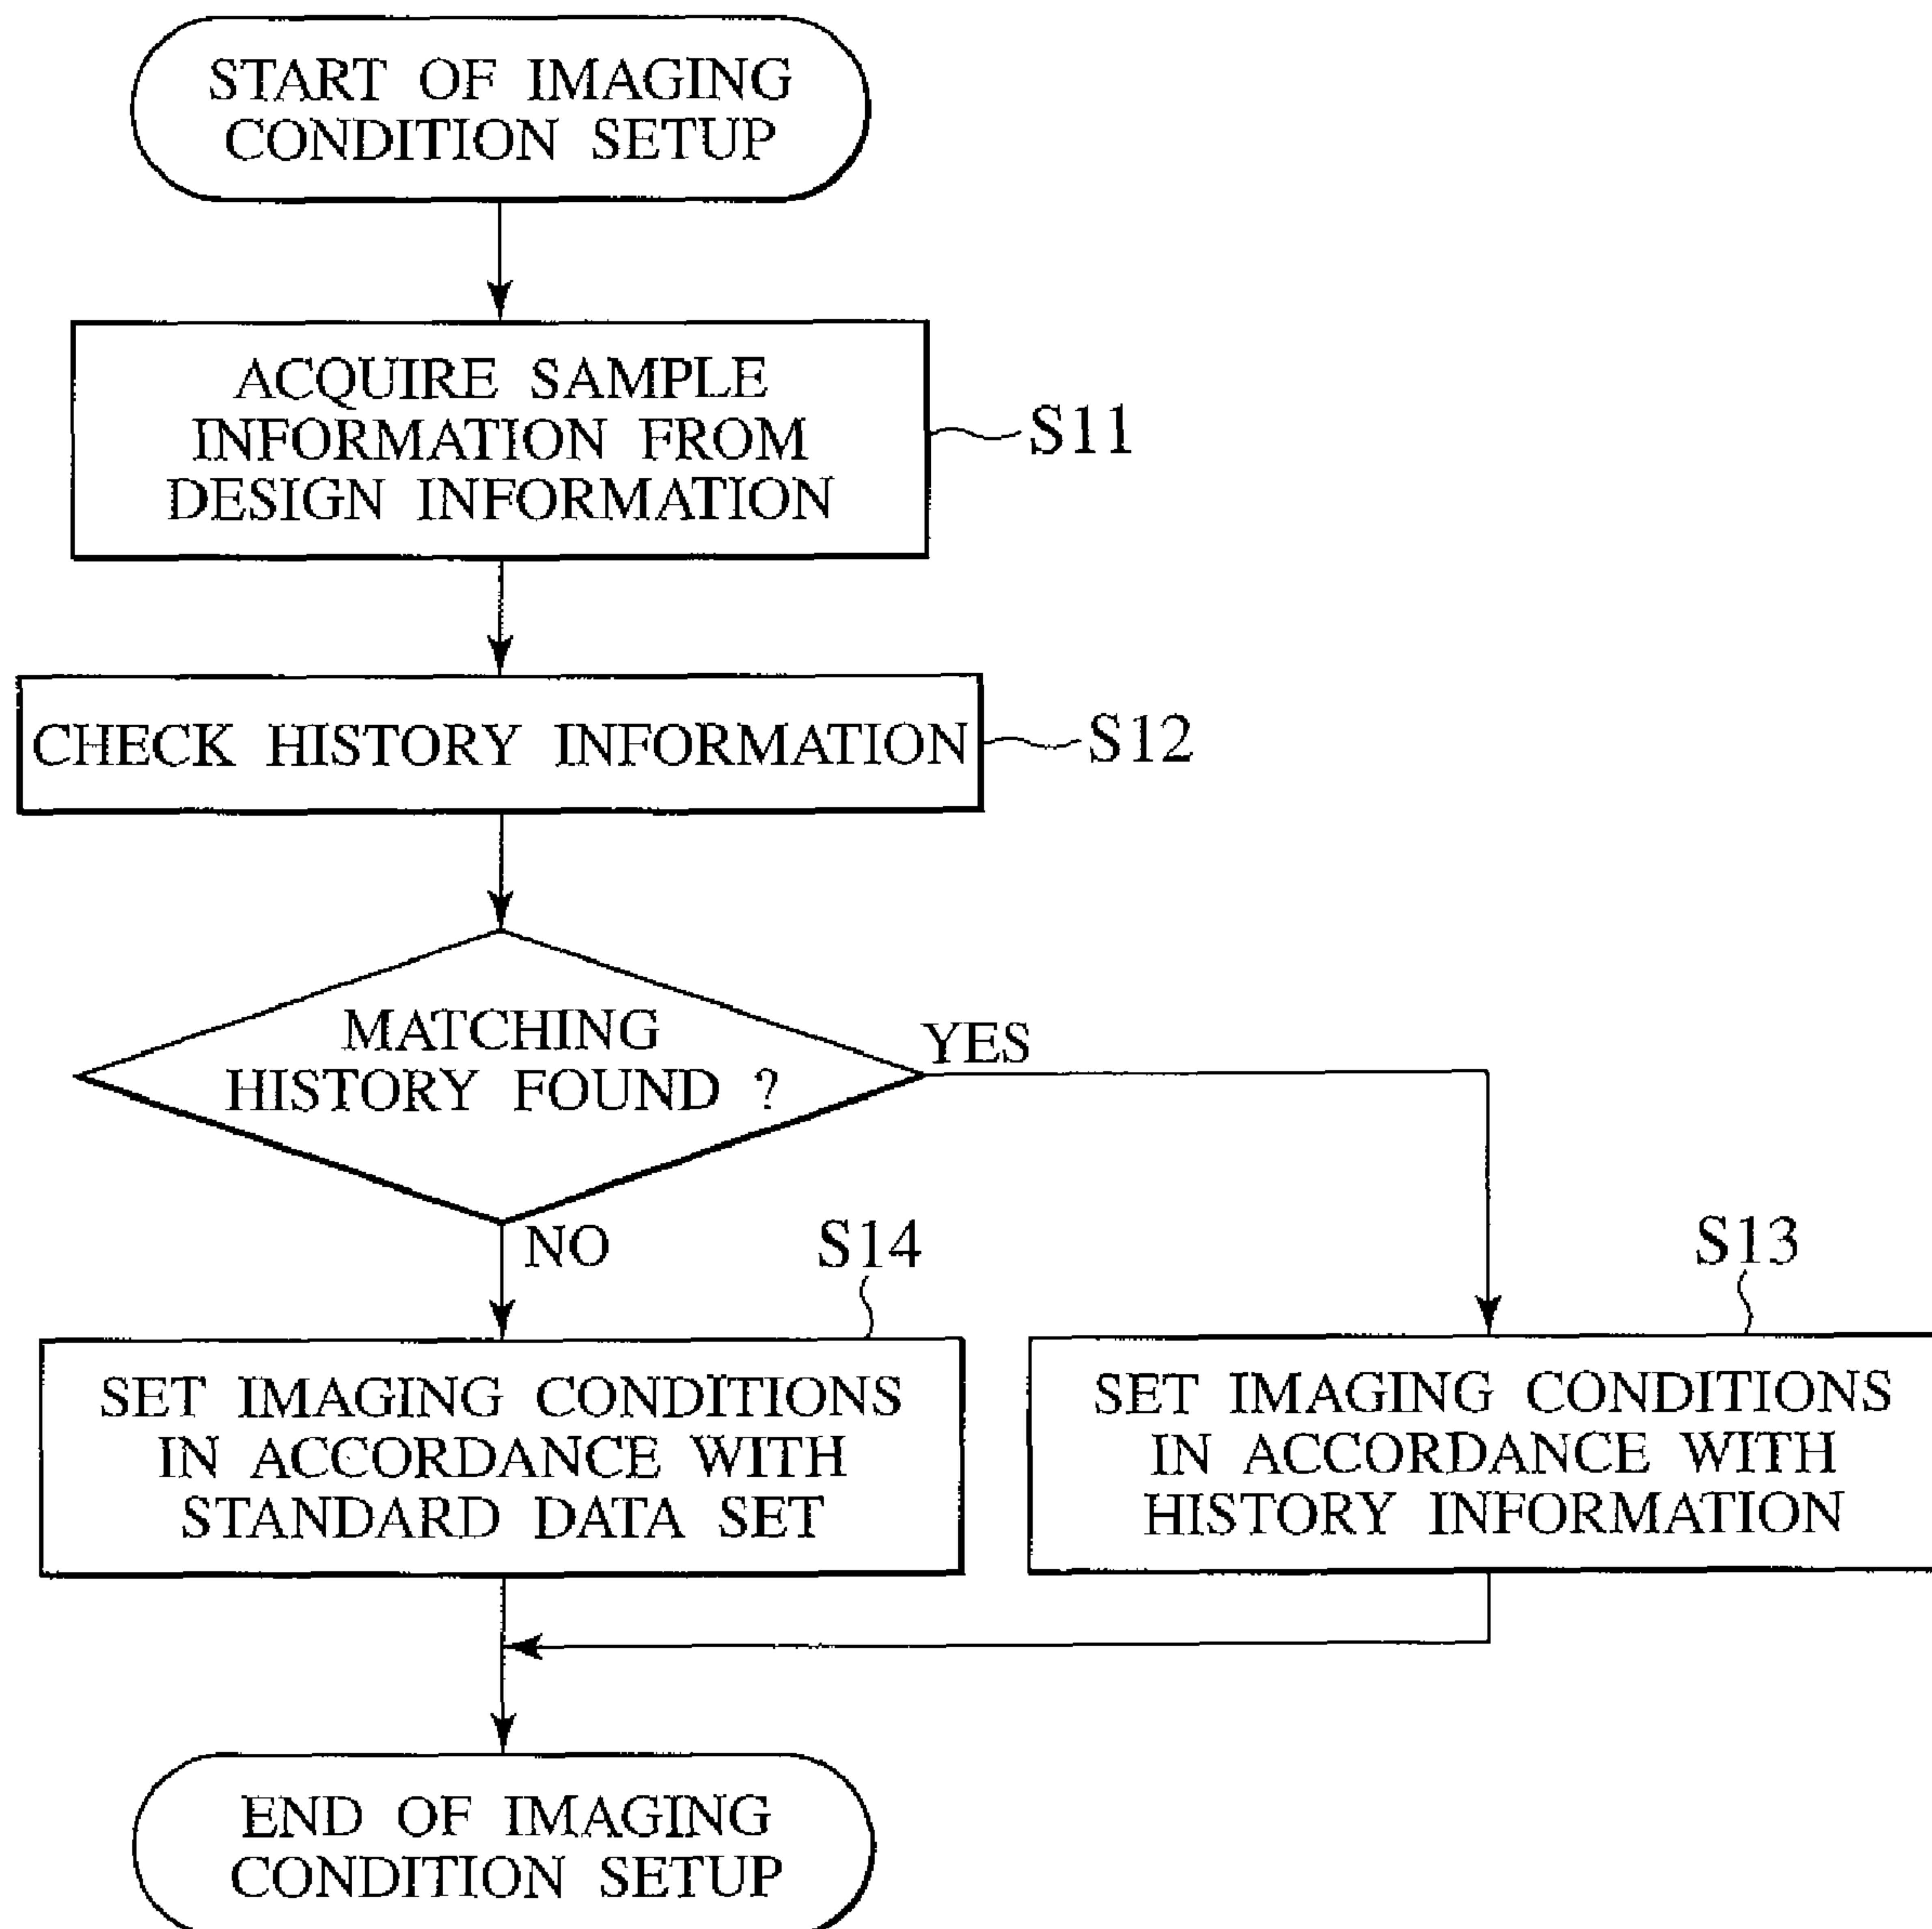 START OF IMAGING
CONDITION SETUP
ACQUIRE SAMPLE
INFORMATION FROM
DESIGN INFORMATION
S11
CHECK HISTORY INFORMATION
S12
MATCHING
HISTORY FOUND ?
YES
NO
S14
S13
SET IMAGING CONDITIONS
IN ACCORDANCE WITH
STANDARD DATA SET
SET IMAGING CONDITIONS
IN ACCORDANCE WITH
HISTORY INFORMATION
END OF IMAGING
CONDITION SETUP